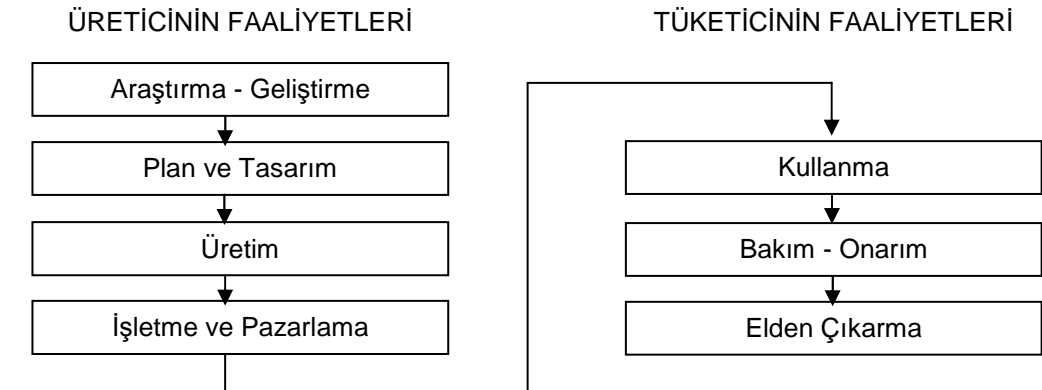 ÜRETİCİNİN FAALİYETLERİ
Araştırma - Geliştirme
Plan ve Tasarım
Üretim
İşletme ve Pazarlama
TÜKETİCİNİN FAALİYETLERİ
Kullanma
Bakım - Onarım
Elden Çıkarma